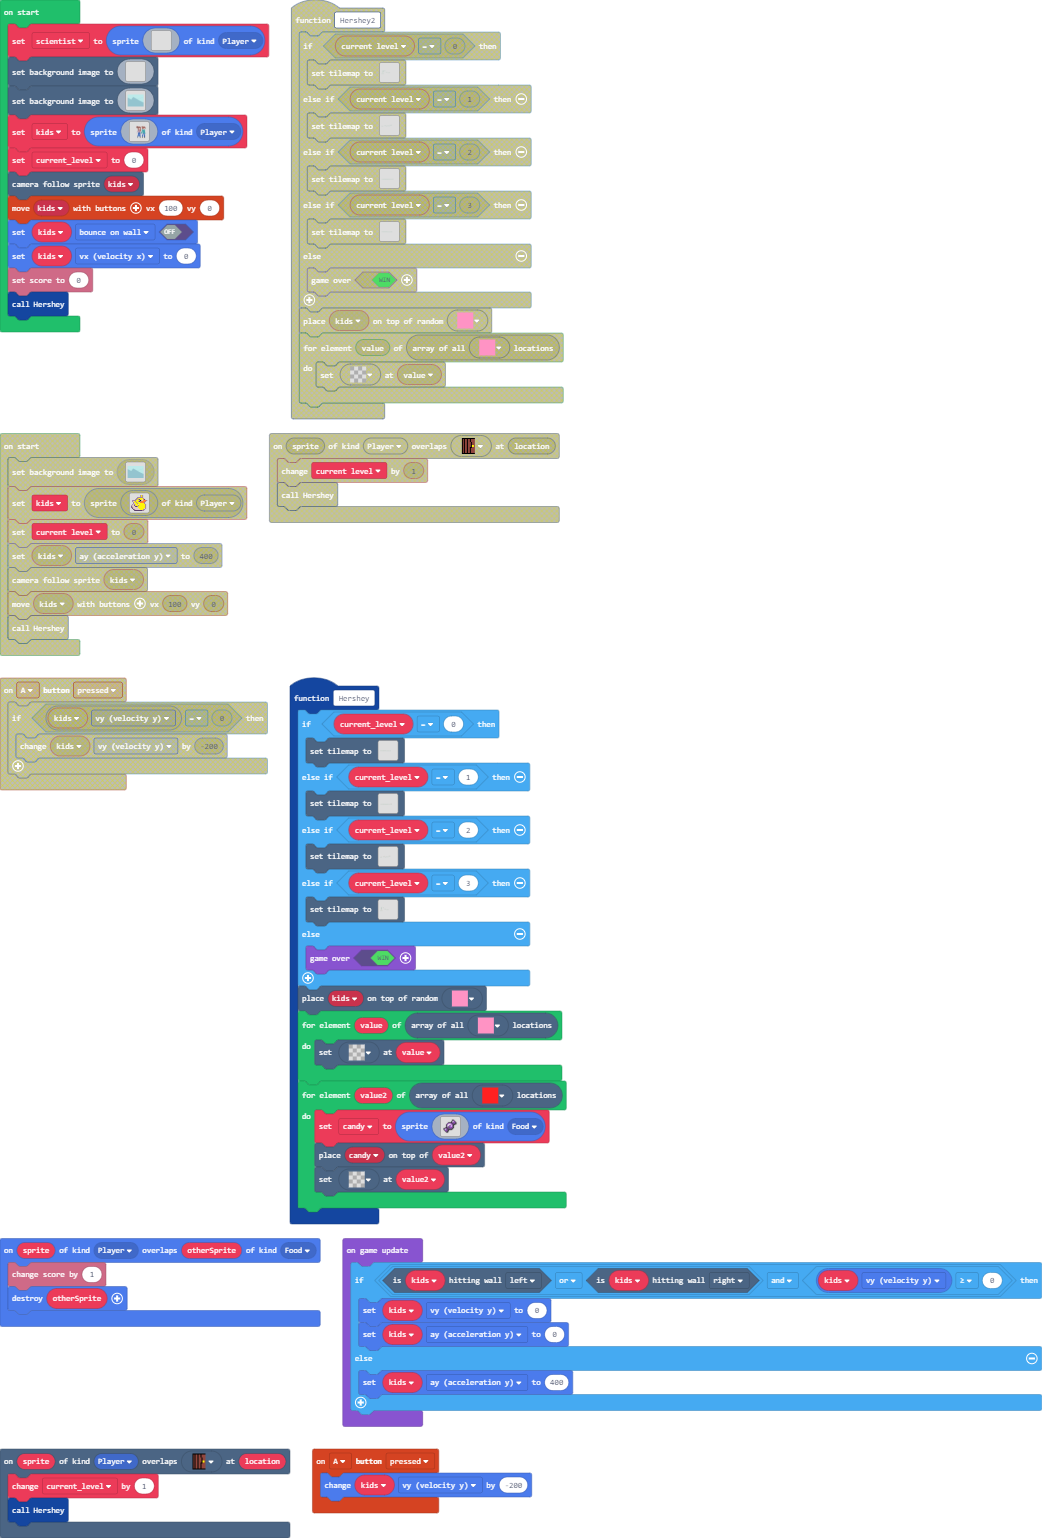 on start
set scientist to sprite of kind Player
set background image to
set background image to
set kids to sprite of kind Player
set current_level to 0
camera follow sprite kids
move kids with buttons vx 100 vy 0
set kids bounce on wall OFF
set kids vx (velocity x) to 0
set score to 0
call Hershey
function Hershey2
if current level = 0 then
set tilemap to
else if current level = 1 then
set tilemap to
else if current level = 2 then
set tilemap to
else if current level = 3 then
set tilemap to
else
game over WIN
place kids on top of random
for element value of array of all locations
do
set at value
on start
set background image to
set kids to sprite of kind Player
set current level to 0
set kids ay (acceleration y) to 400
camera follow sprite kids
move kids with buttons vx 100 vy 0
call Hershey
on sprite of kind Player overlaps at location
change current level by 1
call Hershey
on A button pressed
if kids vy (velocity y) = 0 then
change kids vy (velocity y) by -200
function Hershey
if current_level = 0 then
set tilemap to
else if current_level = 1 then
set tilemap to
else if current_level = 2 then
set tilemap to
else if current_level = 3 then
set tilemap to
else
game over WIN
place kids on top of random
for element value of array of all locations
do
set at value
for element value2 of array of all locations
do
set candy to sprite of kind Food
place candy on top of value2
set at value2
on sprite of kind Player overlaps otherSprite of kind Food
change score by 1
destroy otherSprite
on game update
if is kids hitting wall left or is kids hitting wall right and kids vy (velocity y) ≥ 0 then
set kids vy (velocity y) to 0
set kids ay (acceleration y) to 0
else
set kids ay (acceleration y) to 400
on sprite of kind Player overlaps at location
change current_level by 1
call Hershey
on A button pressed
change kids vy (velocity y) by -200